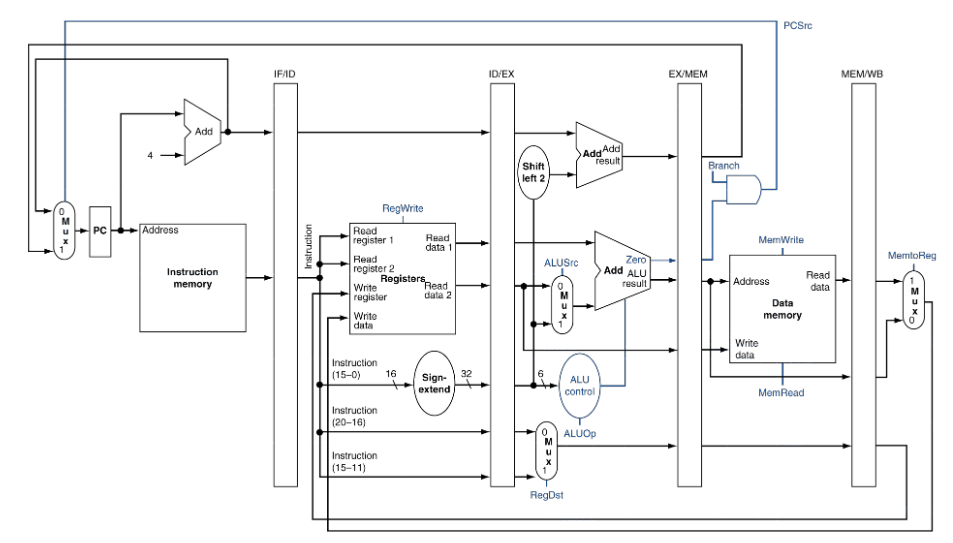 PCSrc
IF/ID
ID/EX
EX/MEM
MEM/WB
Add
4
Shift
left 2
Add
Add
result
Branch
0
M
u
x
1
PC
Address
Instruction
memory
Instruction
RegWrite
Read
register 1
Read
register 2
Write
register
Write
data
Registers
Read
data 1
Read
data 2
ALUSrc
0
M
u
x
1
Add
Zero
ALU
result
MemWrite
Address
Read
data
Data
memory
Write
data
MemRead
MemtoReg
1
M
u
x
0
Instruction
(15–0)
16
Sign-
extend
32
6
ALU
control
ALUOp
Instruction
(20–16)
Instruction
(15–11)
0
M
u
x
1
RegDst